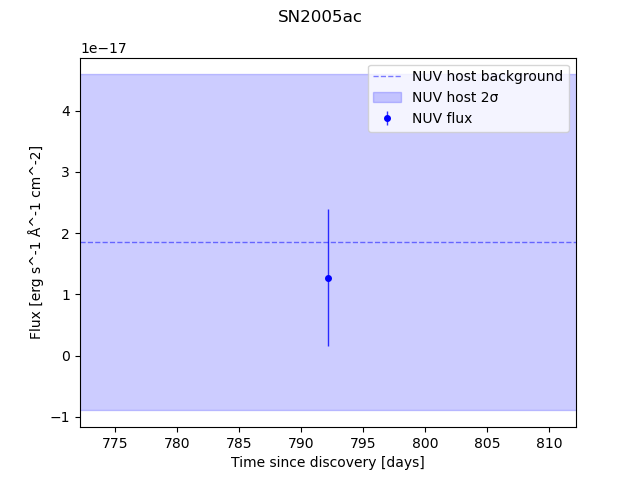 SN2005ac
1e−17
NUV host background
NUV host 2σ
NUV flux
4
3
2
1
0
−1
Flux [erg s^-1 Å^-1 cm^-2]
775 780 785 790 795 800 805 810
Time since discovery [days]